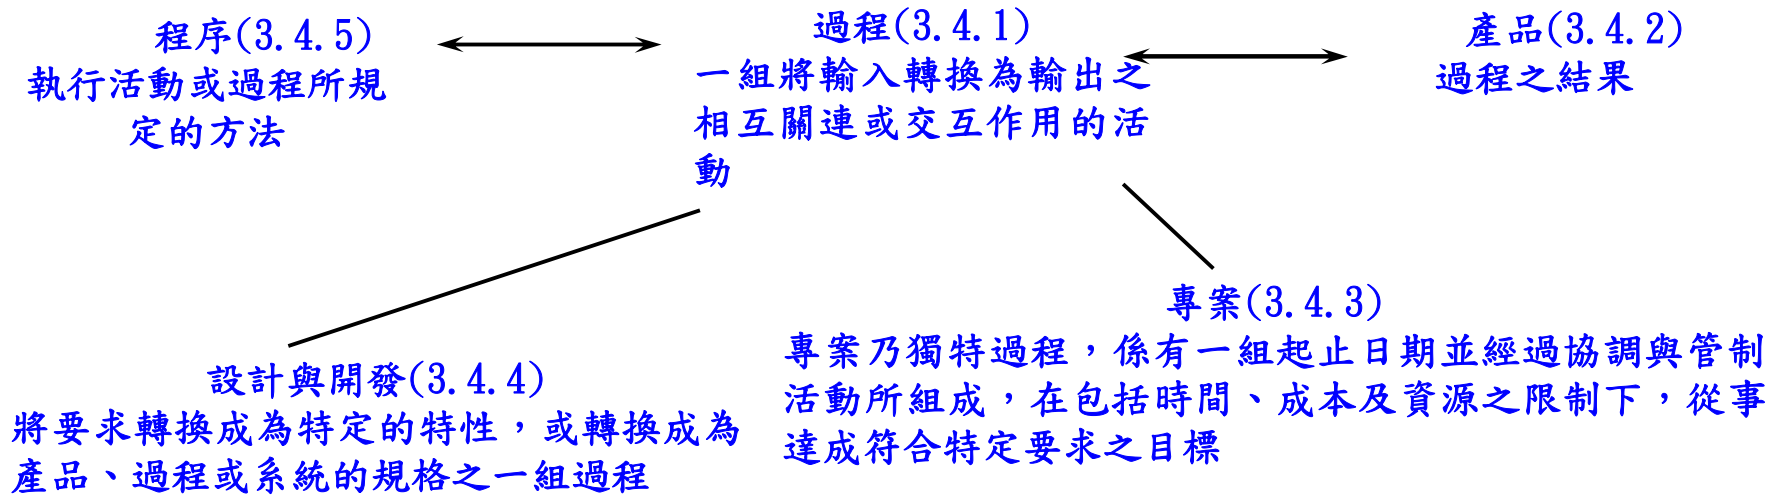 程序(3.4.5)
執行活動或過程所規
定的方法
過程(3.4.1)
一組將輸入轉換為輸出之
相互關連或交互作用的活
動
產品(3.4.2)
過程之結果
設計與開發(3.4.4)
將要求轉換成為特定的特性，或轉換成為
產品、過程或系統的規格之一組過程
專案(3.4.3)
專案乃獨特過程，係有一組起止日期並經過協調與管制
活動所組成，在包括時間、成本及資源之限制下，從事
達成符合特定要求之目標